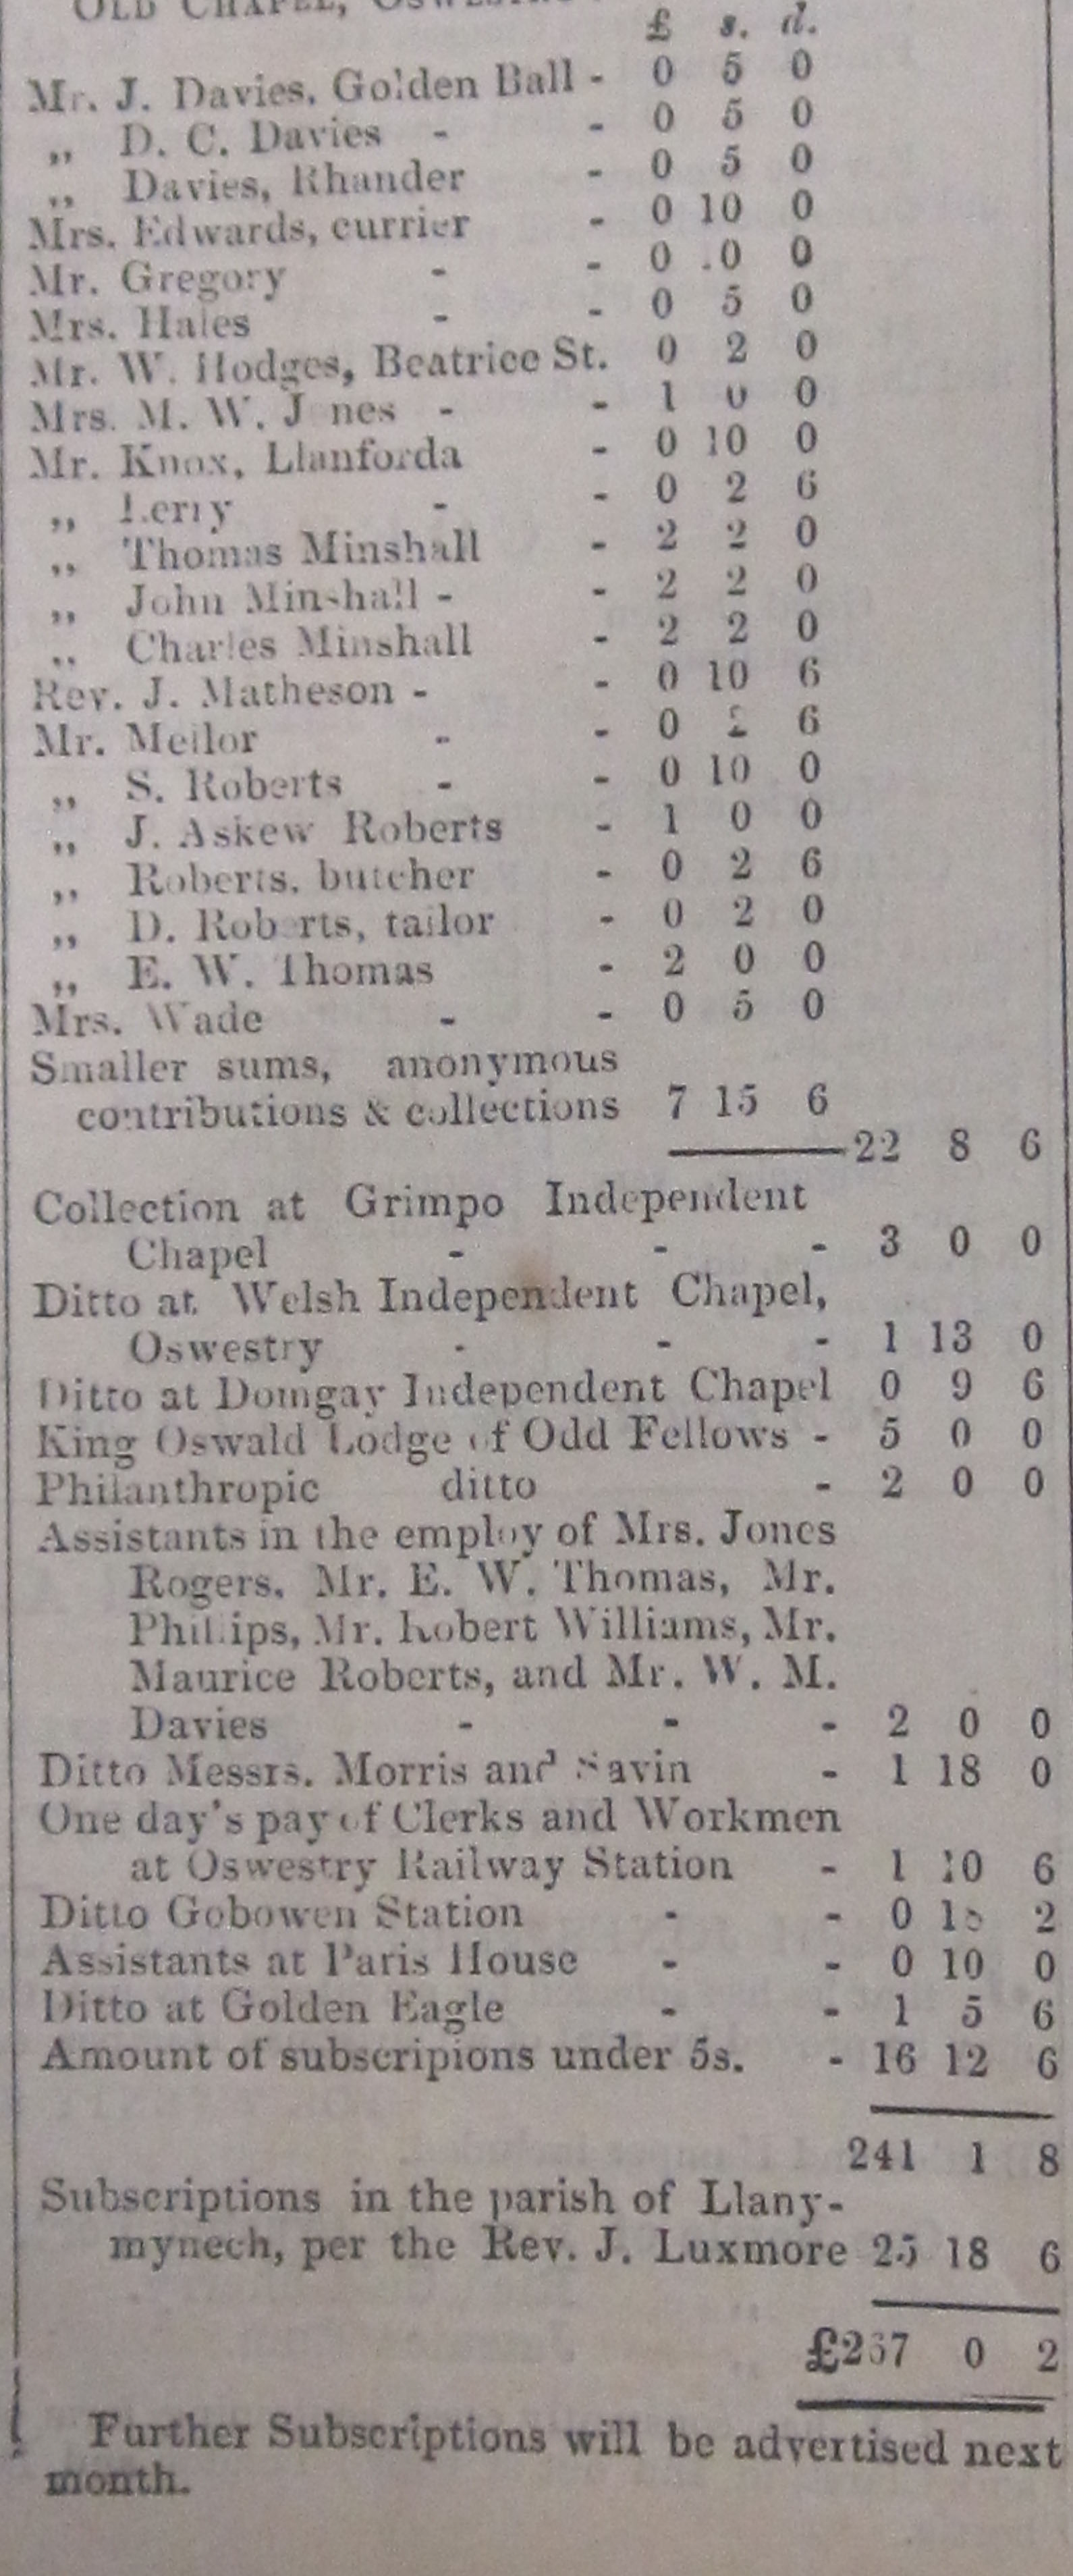 OLD CHAPEL,
£ s. d.
Mr. J. Davies, Golden Ball - 0 5 0
„ D. C. Davies - - 0 5 0
„ Davies, Rhander - 0 5 0
Mrs. Edwards, currier - 0 10 0
Mr. Gregory - - 0 .0 0
Mrs. Hales - - 0 5 0
Mr. W. Hodges, Beatrice St. 0 2 0
Mrs. M. W. J nes - - 1 0 0
Mr. Knox, Llanforda - 0 10 0
„ Lerry - - 0 2 6
„ Thomas Minshall - 2 2 0
„ John Minshall - - 2 2 0
„ Charles Minshall - 2 2 0
Rev. J. Matheson - - 0 10 6
Mr. Mellor - - 0 2 6
„ S. Roberts - - 0 10 0
„ J. Askew Roberts - 1 0 0
„ Roberts, butcher - 0 2 6
„ D. Rob rts, tailor - 0 2 0
„ E. W. Thomas - 2 0 0
Mrs. Wade - - 0 5 0
Smaller sums, anonymous
contributions & collections 7 15 6
22 8 6
Collection at Grimpo Independent
Chapel - - - 3 0 0
Ditto at Welsh Independent Chapel,
Oswestry - - - 1 13 0
Ditto at Domgay Independent Chapel 0 9 6
King Oswald Lodge of Odd Fellows - 5 0 0
Philanthropic ditto - 2 0 0
Assistants in the employ of Mrs. Jones
Rogers, Mr. E. W. Thomas, Mr.
Phillips, Mr. Robert Williams, Mr.
Maurice Roberts, and Mr. W. M.
Davies - - - 2 0 0
Ditto Messrs. Morris and Savin - 1 18 0
One day's pay of Clerks and Workmen
at Oswestry Railway Station - 1 10 6
Ditto Gobowen Station - - 0 2
Assistants at Paris House - - 0 10 0
Ditto at Golden Eagle - - 1 5 6
Amount of subscripions under 5s. - 16 12 6
241 1 8
Subscriptions in the parish of Llany-
mynech, per the Rev. J. Luxmore 25 18 6
£267 0 2
Further Subscriptions will be advertised next
month.